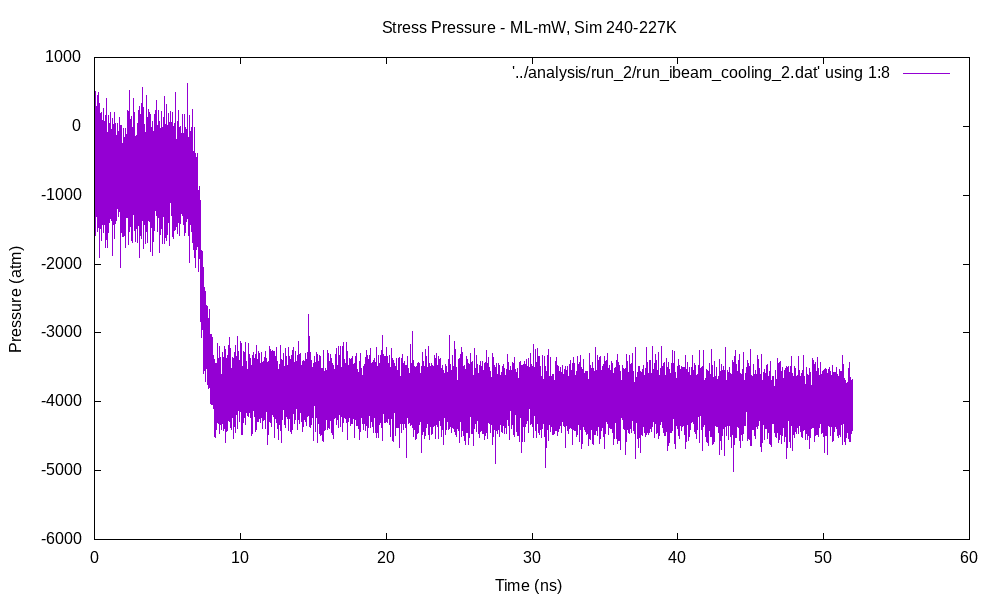 Stress Pressure - ML-mW, Sim 240-227K
'../analysis/run_2/run_ibeam_cooling_2.dat' using 1:8
1000
0
-1000
-2000
-3000
-4000
-5000
-6000
Pressure (atm)
0 10 20 30 40 50 60
Time (ns)